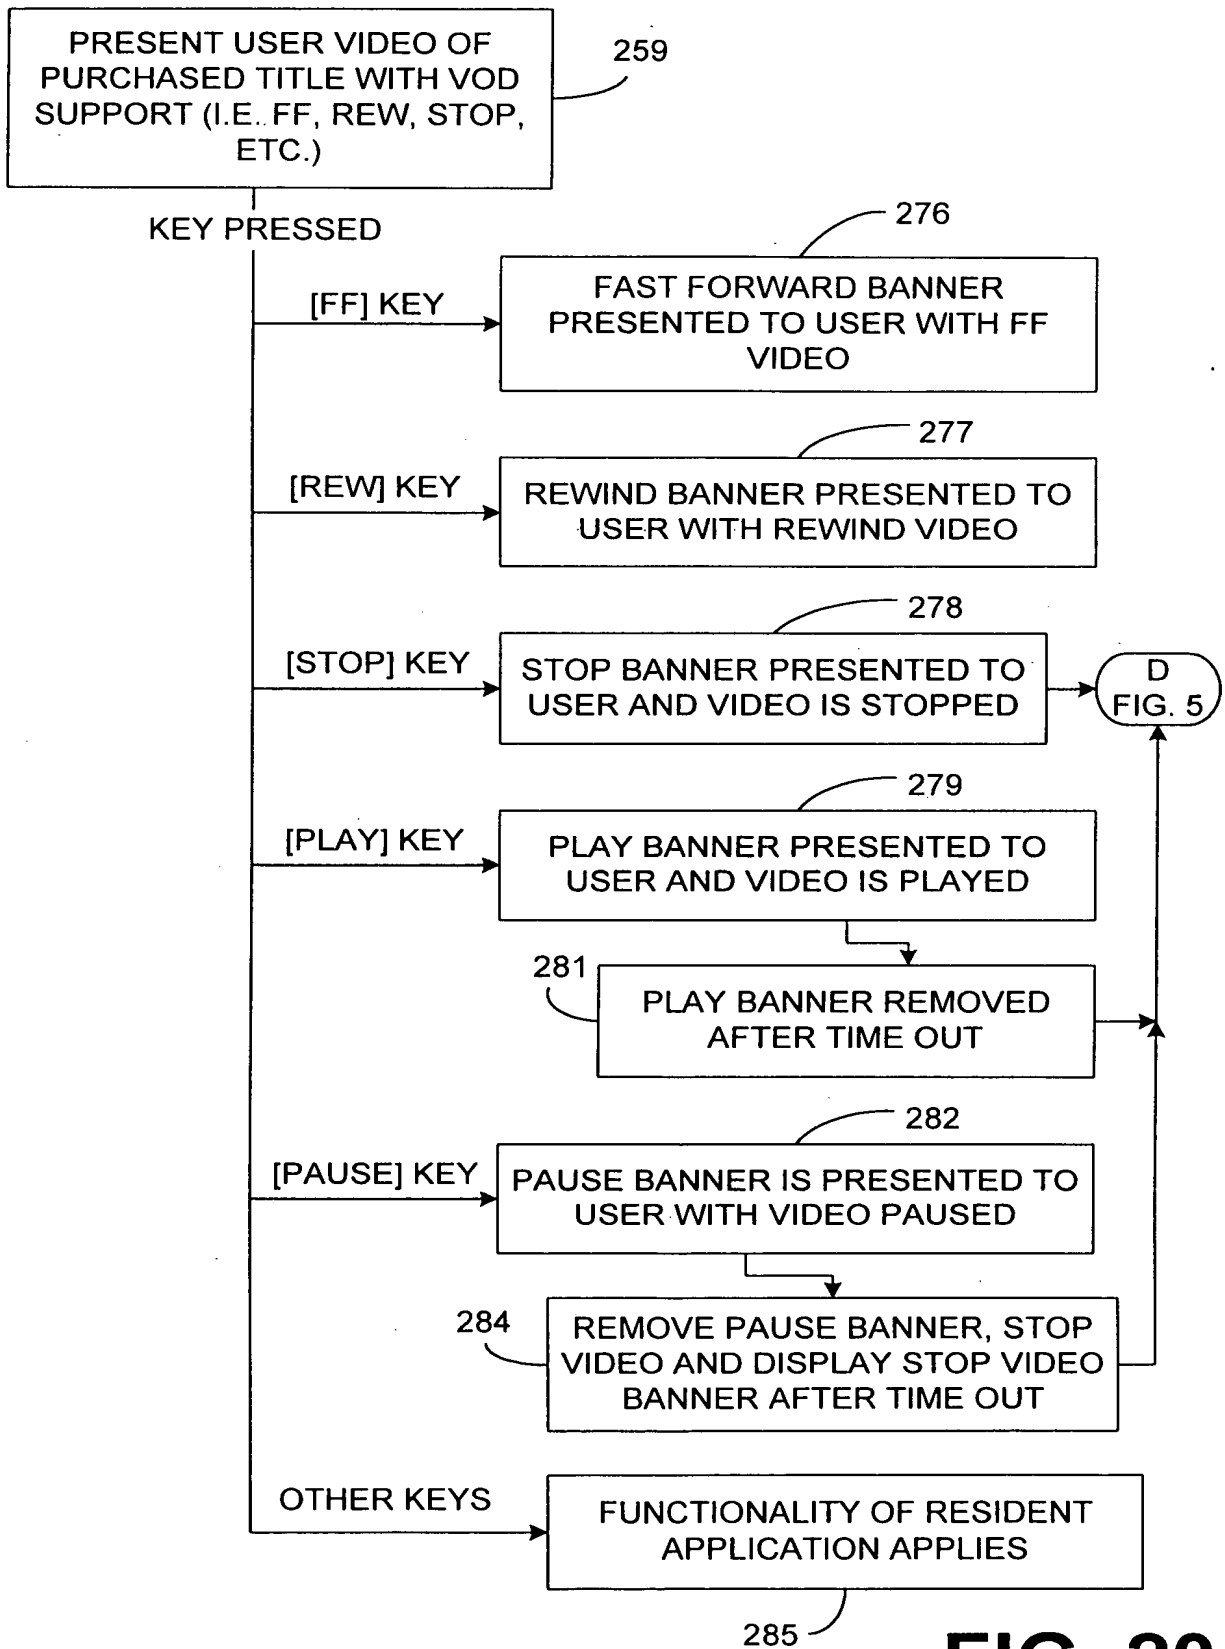 PRESENT USER VIDEO OF
PURCHASED TITLE WITH VOD
SUPPORT (I.E. FF, REW, STOP,
ETC.)
259
KEY PRESSED
276
[FF] KEY
FAST FORWARD BANNER
PRESENTED TO USER WITH FF
VIDEO
277
[REW] KEY
REWIND BANNER PRESENTED TO
USER WITH REWIND VIDEO
278
[STOP] KEY
STOP BANNER PRESENTED TO
USER AND VIDEO IS STOPPED
D
FIG. 5
279
[PLAY] KEY
PLAY BANNER PRESENTED TO
USER AND VIDEO IS PLAYED
281
PLAY BANNER REMOVED
AFTER TIME OUT
282
[PAUSE] KEY
PAUSE BANNER IS PRESENTED TO
USER WITH VIDEO PAUSED
284
REMOVE PAUSE BANNER, STOP
VIDEO AND DISPLAY STOP VIDEO
BANNER AFTER TIME OUT
OTHER KEYS
FUNCTIONALITY OF RESIDENT
APPLICATION APPLIES
285
FIG. 20